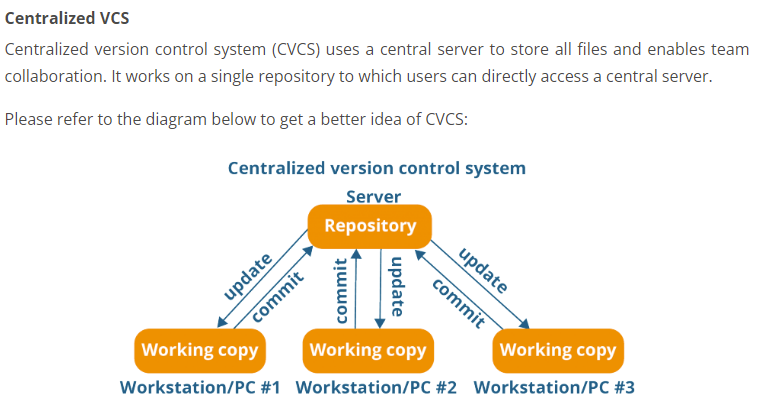 Centralized VCS
Centralized version control system (CVCS) uses a central server to store all files and enables team
collaboration. It works on a single repository to which users can directly access a central server.
Please refer to the diagram below to get a better idea of CVCS:
Centralized version control system
Server
Repository
update
commit
commit
update
update
commit
Working copy
Working copy
Working copy
Workstation/PC #1
Workstation/PC #2
Workstation/PC #3